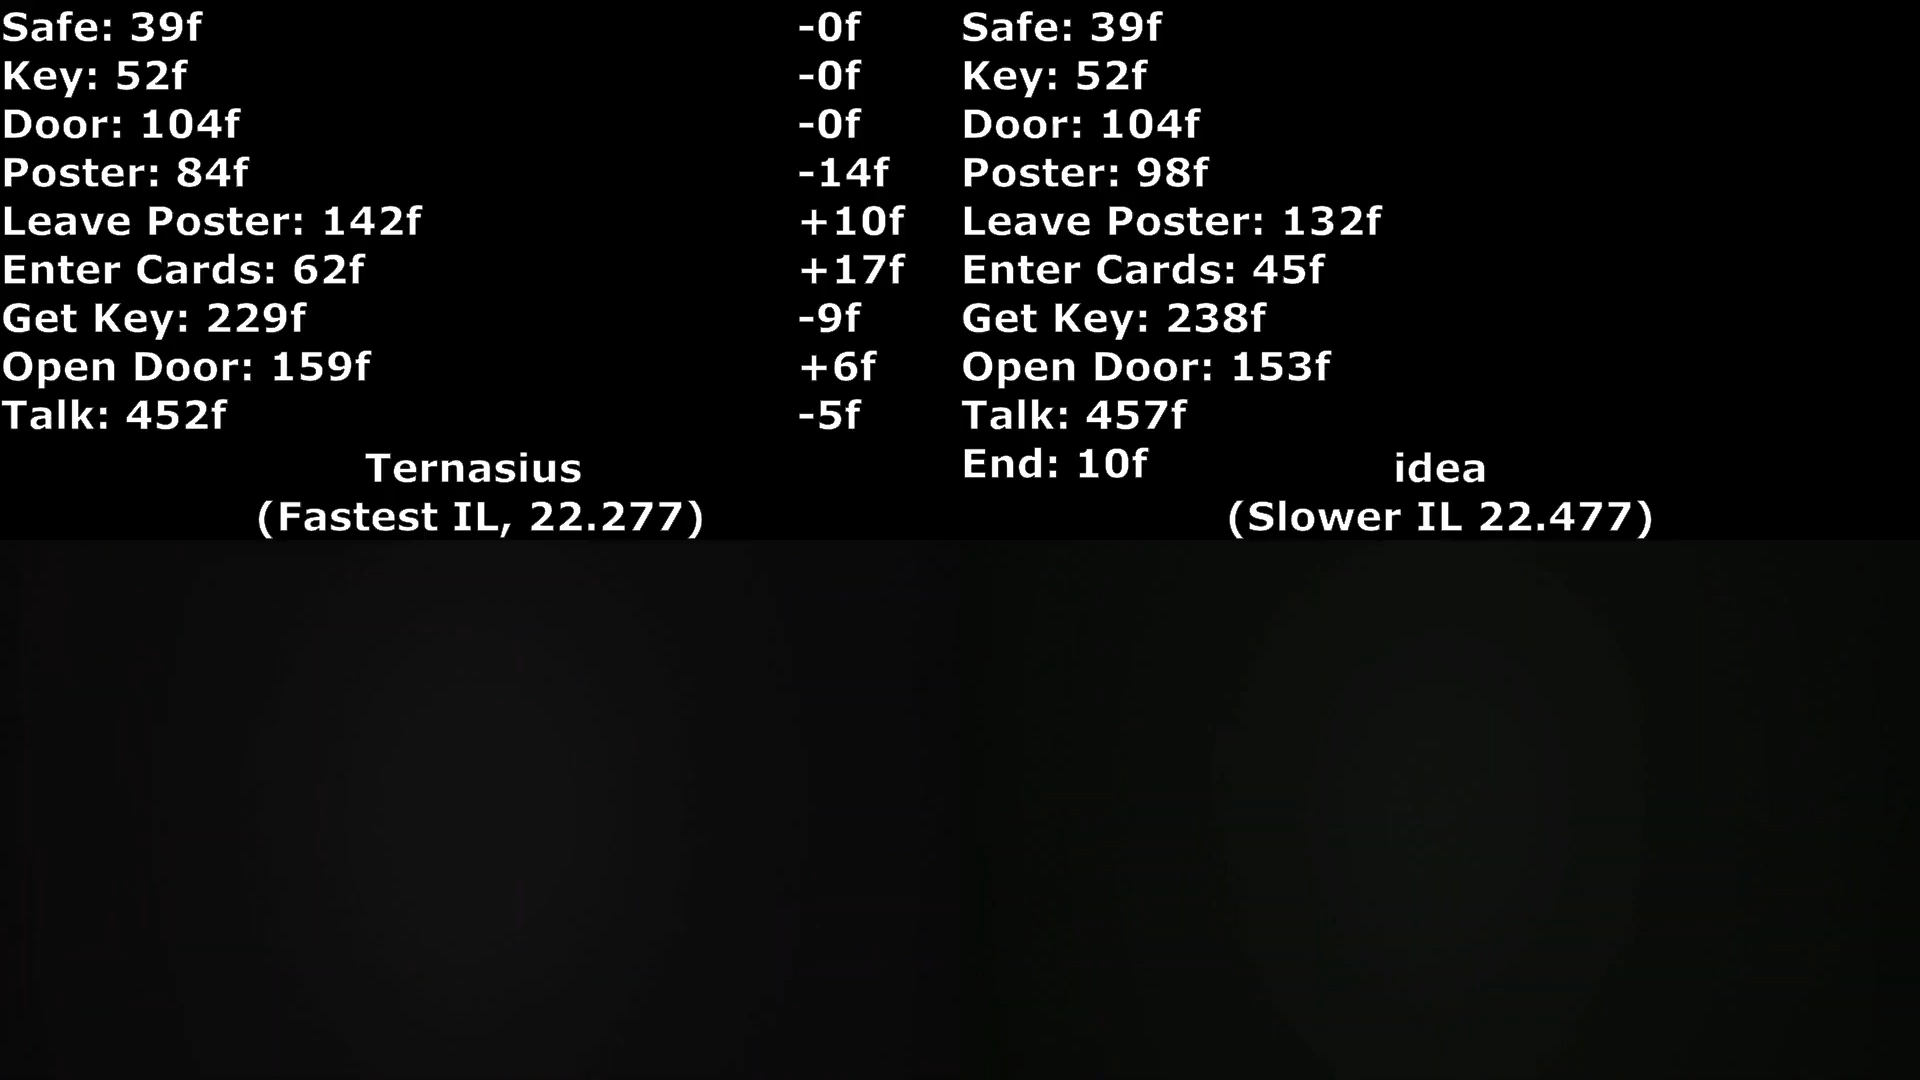 Safe: 39f -0f Safe: 39f
Key: 52f -0f Key: 52f
Door: 104f -0f Door: 104f
Poster: 84f -14f Poster: 98f
Leave Poster: 142f +10f Leave Poster: 132f
Enter Cards: 62f +17f Enter Cards: 45f
Get Key: 229f -9f Get Key: 238f
Open Door: 159f +6f Open Door: 153f
Talk: 452f -5f Talk: 457f
Ternasius End: 10f idea
(Fastest IL, 22.277) (Slower IL 22.477)